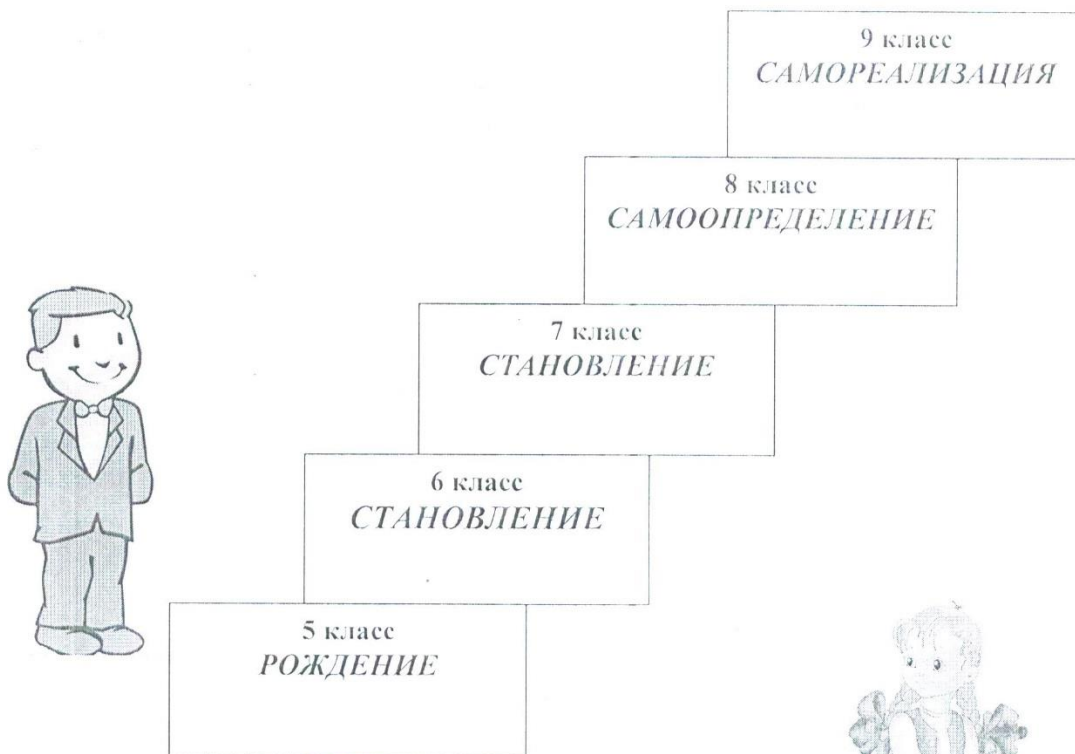 9 класс
САМОРЕАЛИЗАЦИЯ
8 класс
САМООПРЕДЕЛЕНИЕ
7 класс
СТАНОВЛЕНИЕ
6 класс
СТАНОВЛЕНИЕ
5 класс
РОЖДЕНИЕ